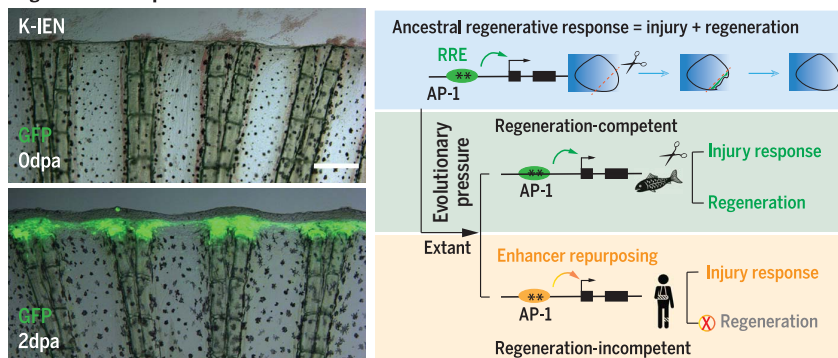 K-IEN
GFP
0dpa
GFP
2dpa
Ancestral regenerative response = injury + regeneration
RRE
**
AP-1
Regeneration-competent
Evolutionary
pressure
**
AP-1
Injury response
Regeneration
Extant
Enhancer repurposing
**
AP-1
Injury response
X Regeneration
Regeneration-incompetent